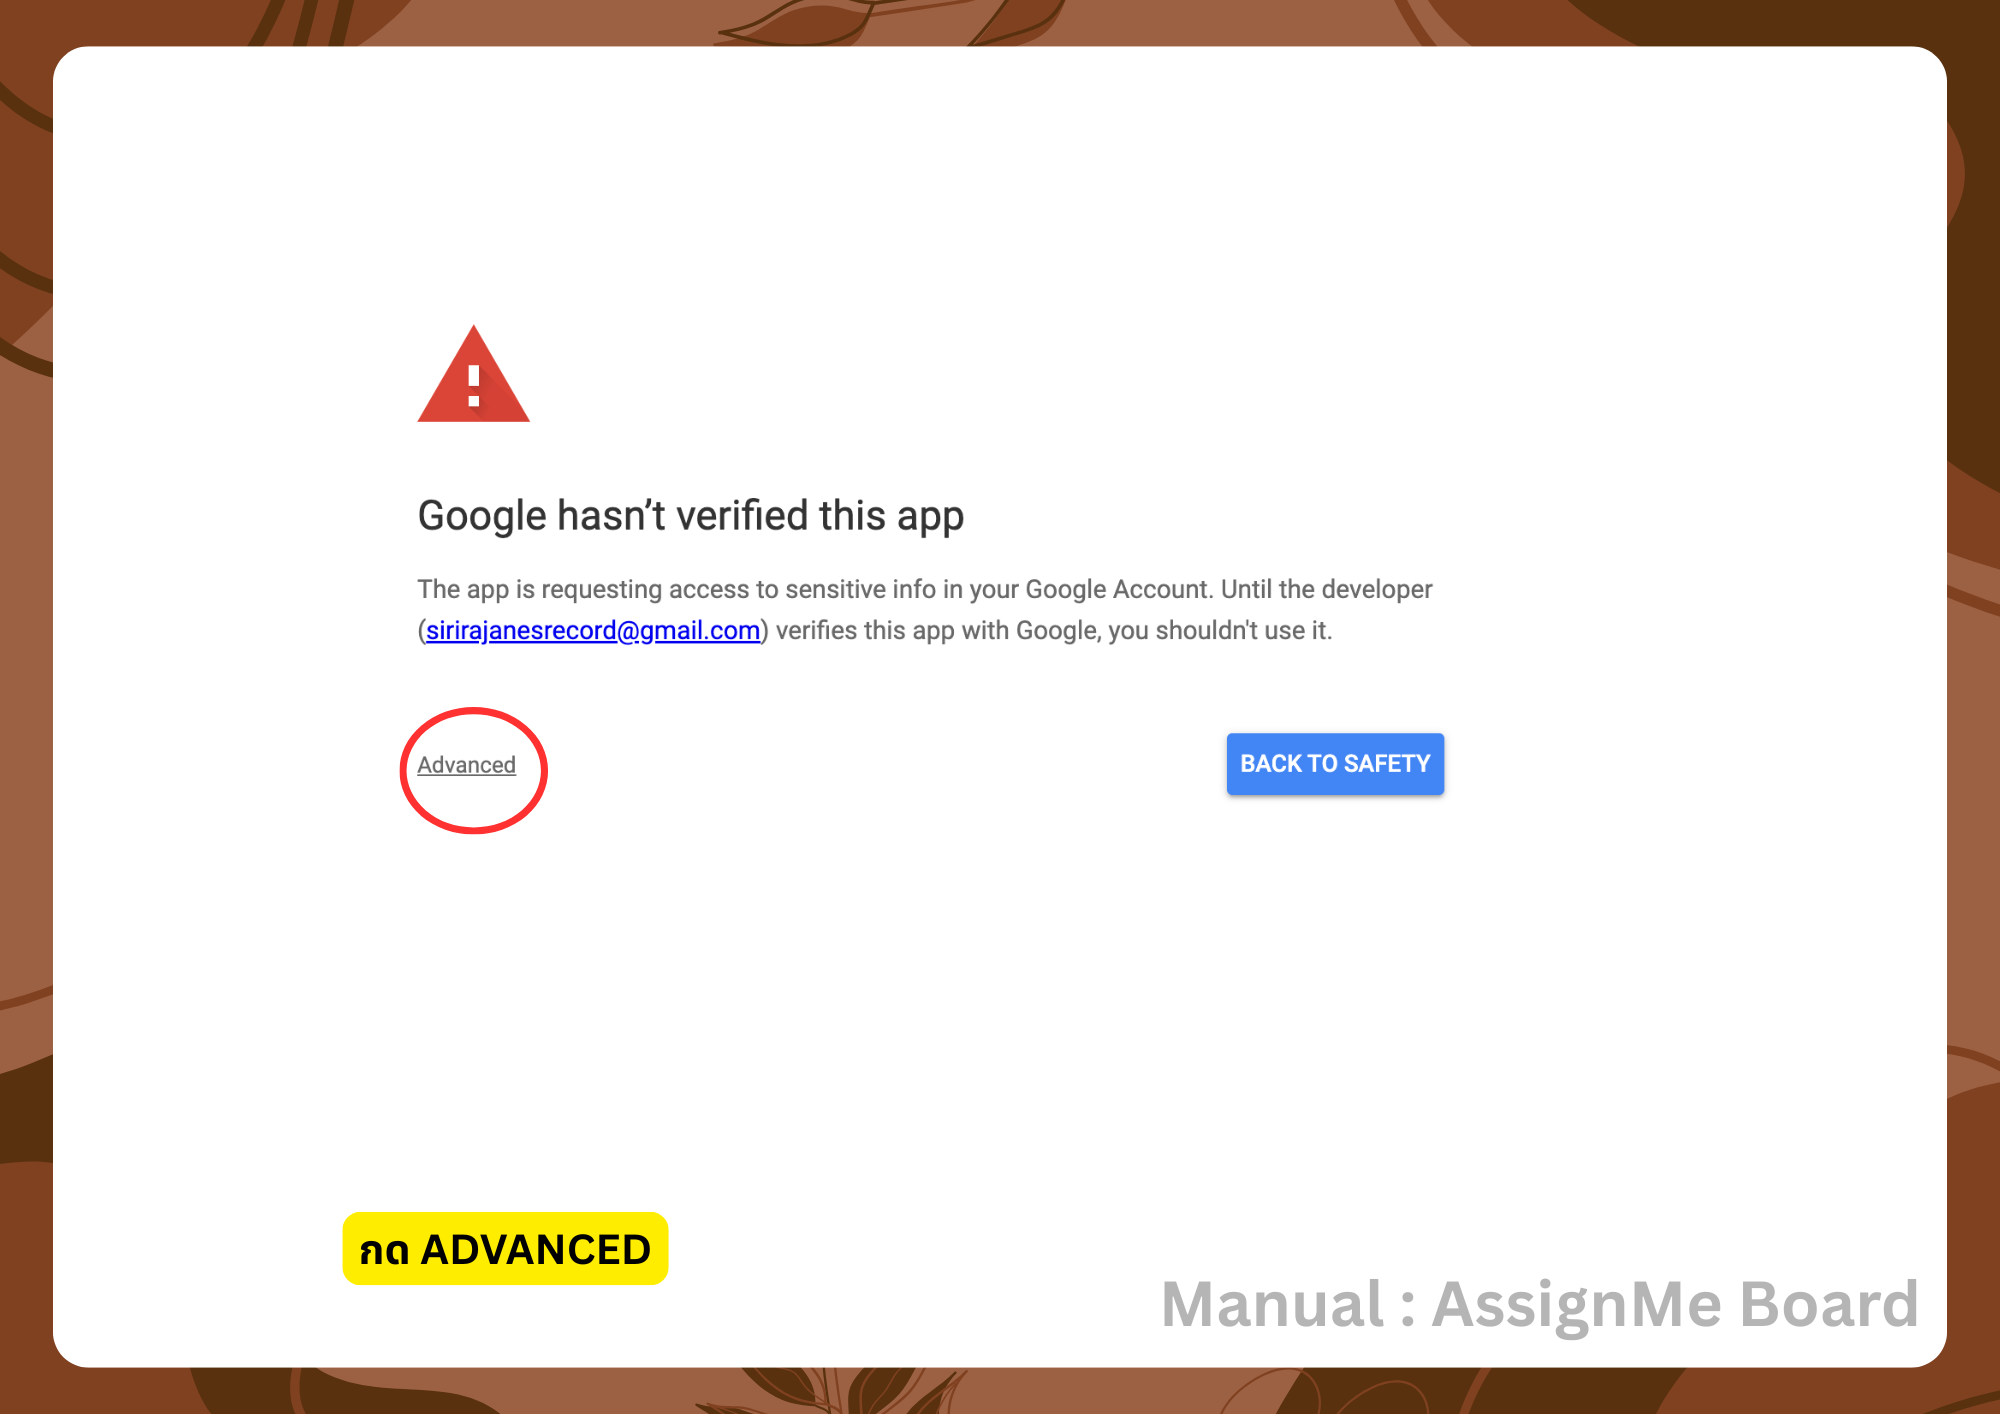 Google hasn’t verified this app
The app is requesting access to sensitive info in your Google Account. Until the developer
(sirirajanesrecord@gmail.com) verifies this app with Google, you shouldn't use it.
Advanced
BACK TO SAFETY
กด ADVANCED
Manual : AssignMe Board